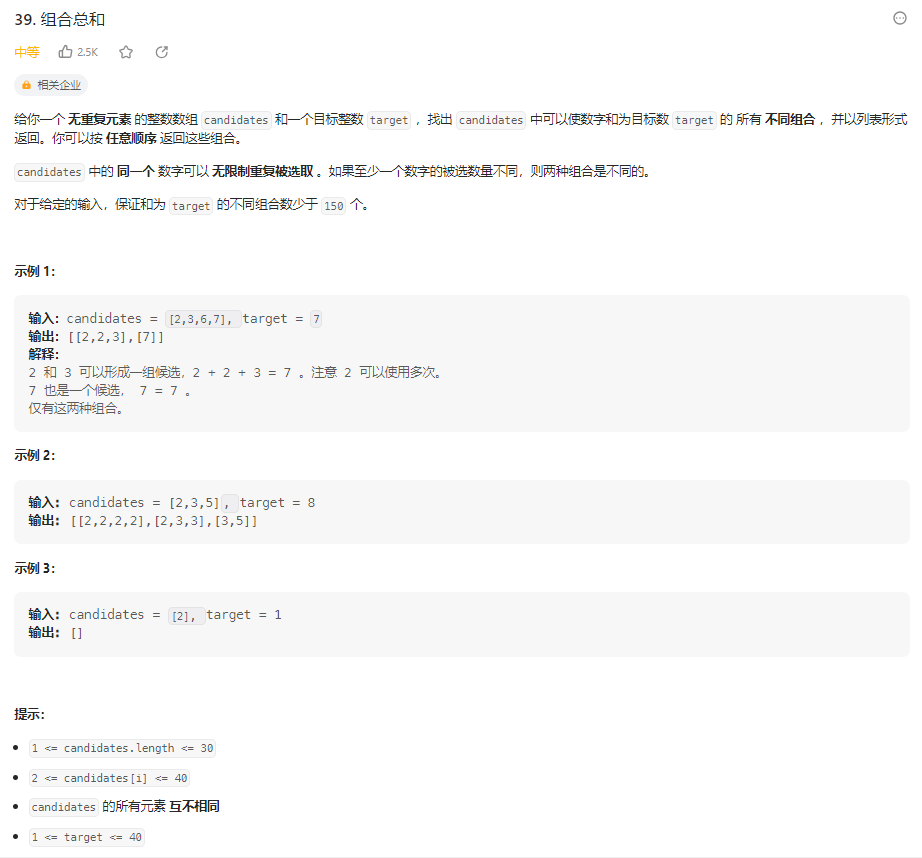 39. 组合总和
中等 2.5K
相关企业
给你一个 无重复元素 的整数数组 candidates 和一个目标整数 target ，找出 candidates 中可以使数字和为目标数 target 的 所有 不同组合 ，并以列表形式
返回。你可以按 任意顺序 返回这些组合。
candidates 中的 同一个 数字可以 无限制重复被选取 。如果至少一个数字的被选数量不同，则两种组合是不同的。
对于给定的输入，保证和为 target 的不同组合数少于 150 个。
示例 1：
输入：candidates = [2,3,6,7], target = 7
输出：[[2,2,3],[7]]
解释：
2 和 3 可以形成一组候选，2 + 2 + 3 = 7 。注意 2 可以使用多次。
7 也是一个候选， 7 = 7 。
仅有这两种组合。
示例 2：
输入: candidates = [2,3,5], target = 8
输出: [[2,2,2,2],[2,3,3],[3,5]]
示例 3：
输入: candidates = [2], target = 1
输出: []
提示：
1 <= candidates.length <= 30
2 <= candidates[i] <= 40
candidates 的所有元素 互不相同
1 <= target <= 40